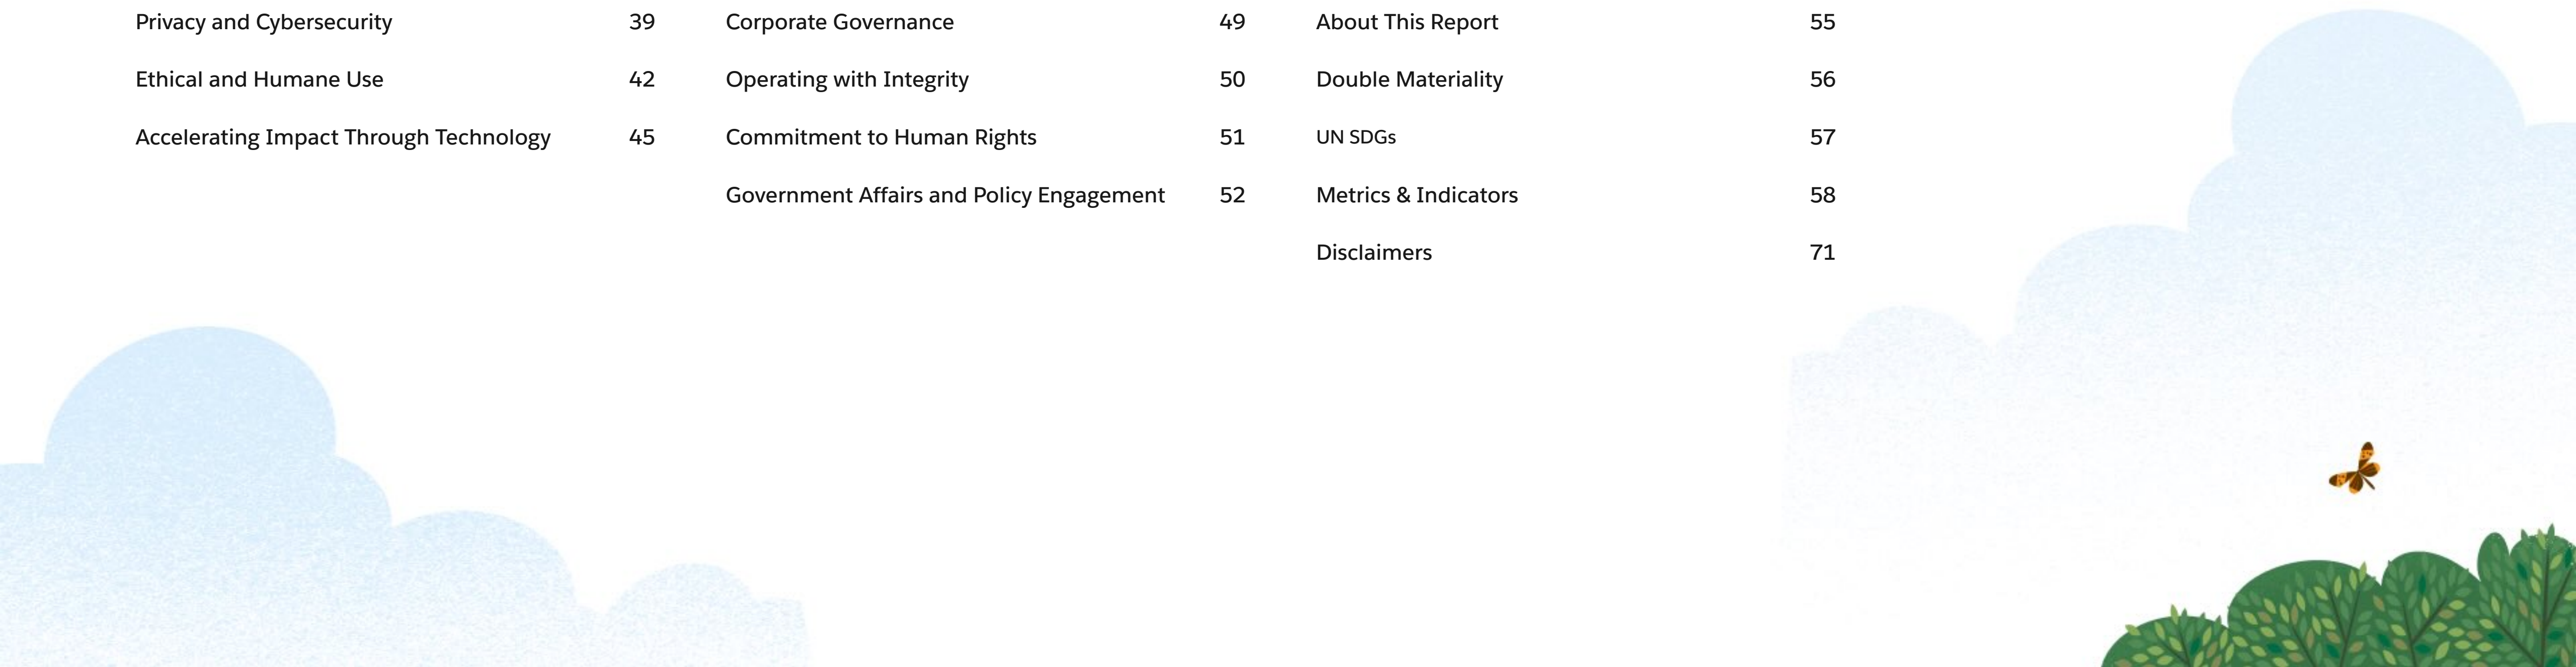 Privacy and Cybersecurity 39
Ethical and Humane Use 42
Accelerating Impact Through Technology 45
Corporate Governance 49
Operating with Integrity 50
Commitment to Human Rights 51
Government Affairs and Policy Engagement 52
About This Report 55
Double Materiality 56
UN SDGs 57
Metrics & Indicators 58
Disclaimers 71